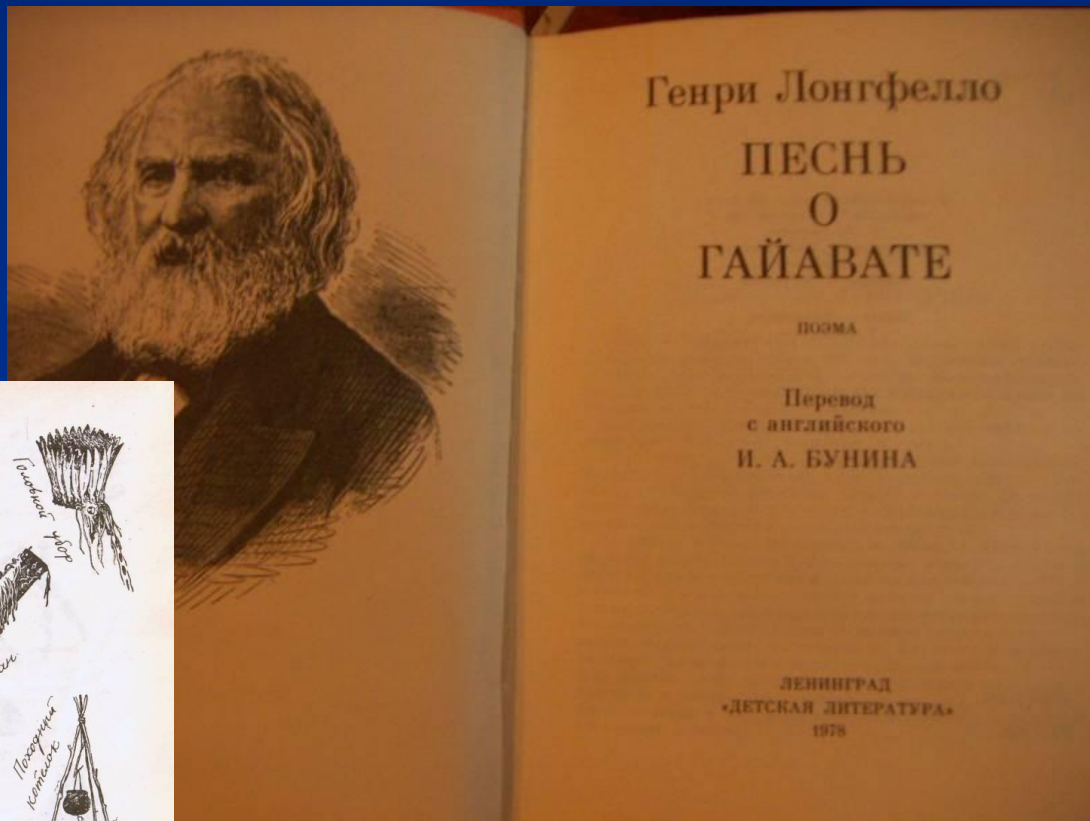 Генри Лонгфелло
ПЕСНЬ
О
ГАЙАВАТЕ
ПОЭМА
Перевод
с английского
И. А. БУНИНА
ЛЕНИНГРАД
«ДЕТСКАЯ ЛИТЕРАТУРА»
1978
Головной убор
Походный
котелок